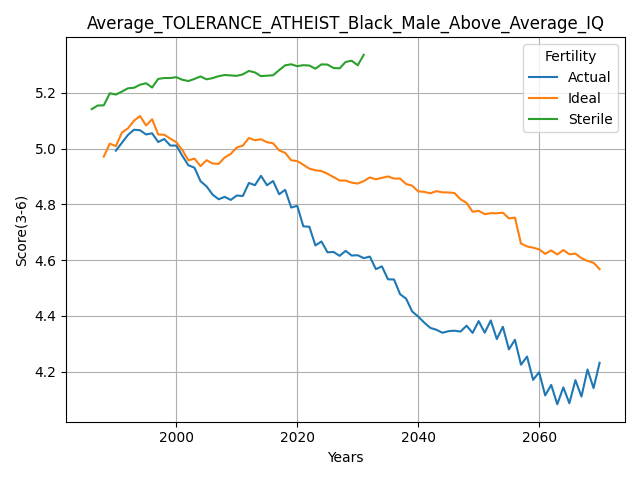 Average_TOLERANCE_ATHEIST_Black_Male_Above_Average_IQ
Fertility
Actual
Ideal
Sterile
Score(3-6)
5.2
5.0
4.8
4.6
4.4
4.2
2000
2020
2040
2060
Years